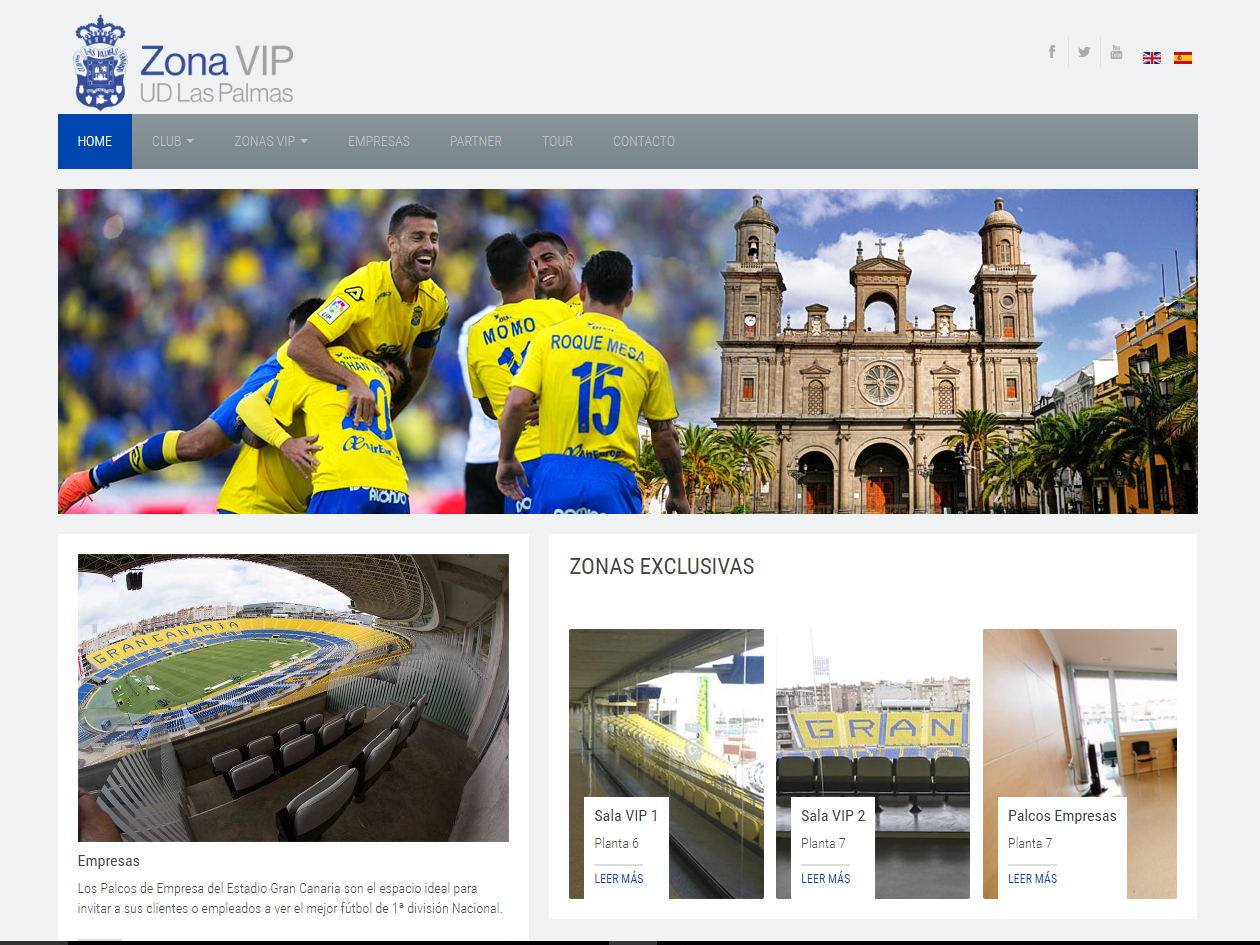 Zona VIP
UD Las Palmas
You
HOME CLUB ZONAS VIP EMPRESAS PARTNER TOUR CONTACTO
MOMO
ROQUE MESA
15
AirEuropa
ALONSO
GRAN CANARIA
Empresas
Los Palcos de Empresa del Estadio Gran Canaria son el espacio ideal para
invitar a sus clientes o empleados a ver el mejor fútbol de 1ª división Nacional.
ZONAS EXCLUSIVAS
GRAN
Sala VIP 1
Planta 6
LEER MÁS
Sala VIP 2
Planta 7
LEER MÁS
Palcos Empresas
Planta 7
LEER MÁS